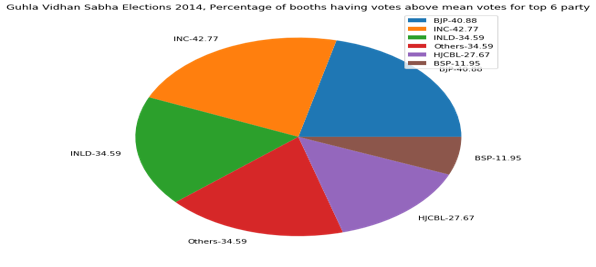 Guhla Vidhan Sabha Elections 2014, Percentage of booths having votes above mean votes for top 6 party
BJP-40.88
INC-42.77
INLD-34.59
Others-34.59
HJCBL-27.67
BSP-11.95
BJP-40.88
INC-42.77
INLD-34.59
Others-34.59
HJCBL-27.67
BSP-11.95